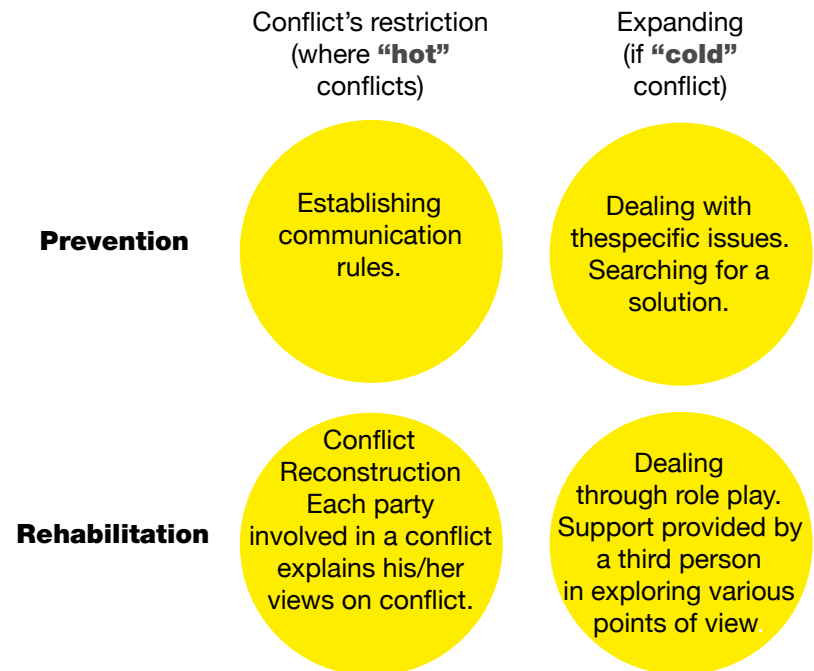 Conflict's restriction
(where "hot"
conflicts)
Expanding
(if "cold"
conflict)
Prevention
Establishing
communication
rules.
Dealing with
thespecific issues.
Searching for a
solution.
Rehabilitation
Conflict
Reconstruction
Each party
involved in a conflict
explains his/her
views on conflict.
Dealing
through role play.
Support provided by
a third person
in exploring various
points of view.